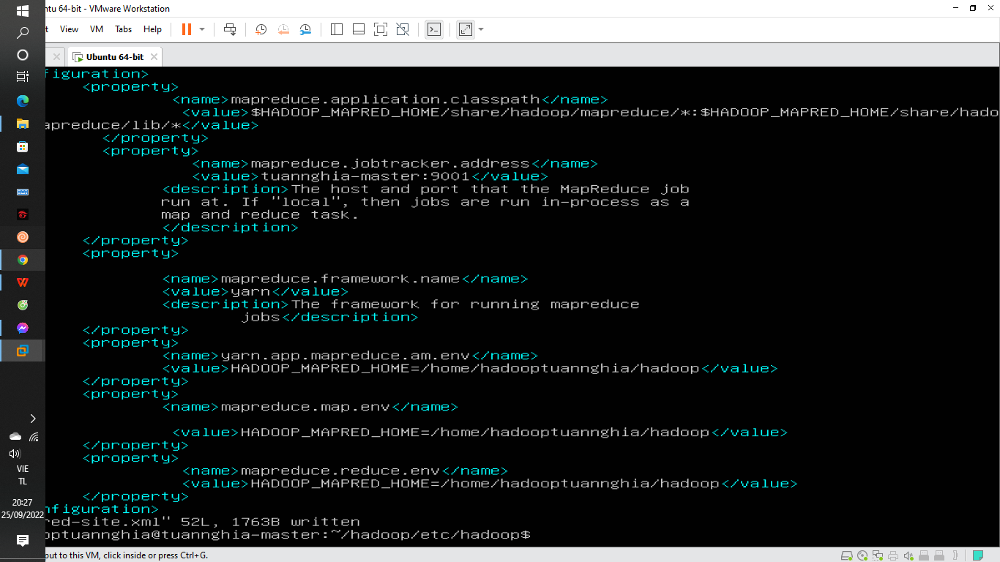 ntu 64-bit - VMware Workstation
t View VM Tabs Help
Ubuntu 64-bit
figuration>
<property>
<name>mapreduce.application.classpath</name>
<value>$HADOOP_MAPRED_HOME/share/hadoop/mapreduce/*:$HADOOP_MAPRED_HOME/share/hado
apreduce/lib/*</value>
</property>
<property>
<name>mapreduce.jobtracker.address</name>
<value>tuannghia-master:9001</value>
<description>The host and port that the MapReduce job
run at. If "local", then jobs are run in-process as a
map and reduce task.
</description>
</property>
<property>
<name>mapreduce.framework.name</name>
<value>yarn</value>
<description>The framework for running mapreduce
jobs</description>
</property>
<property>
<name>yarn.app.mapreduce.am.env</name>
<value>HADOOP_MAPRED_HOME=/home/hadooptuannghia/hadoop</value>
</property>
<property>
<name>mapreduce.map.env</name>
<value>HADOOP_MAPRED_HOME=/home/hadooptuannghia/hadoop</value>
</property>
<property>
<name>mapreduce.reduce.env</name>
<value>HADOOP_MAPRED_HOME=/home/hadooptuannghia/hadoop</value>
</property>
nfiguration>
red-site.xml" 52L, 1763B written
optuannghia@tuannghia-master:~/hadoop/etc/hadoop$
put to this VM, click inside or press Ctrl+G.
VIE
TL
20:27
25/09/2022